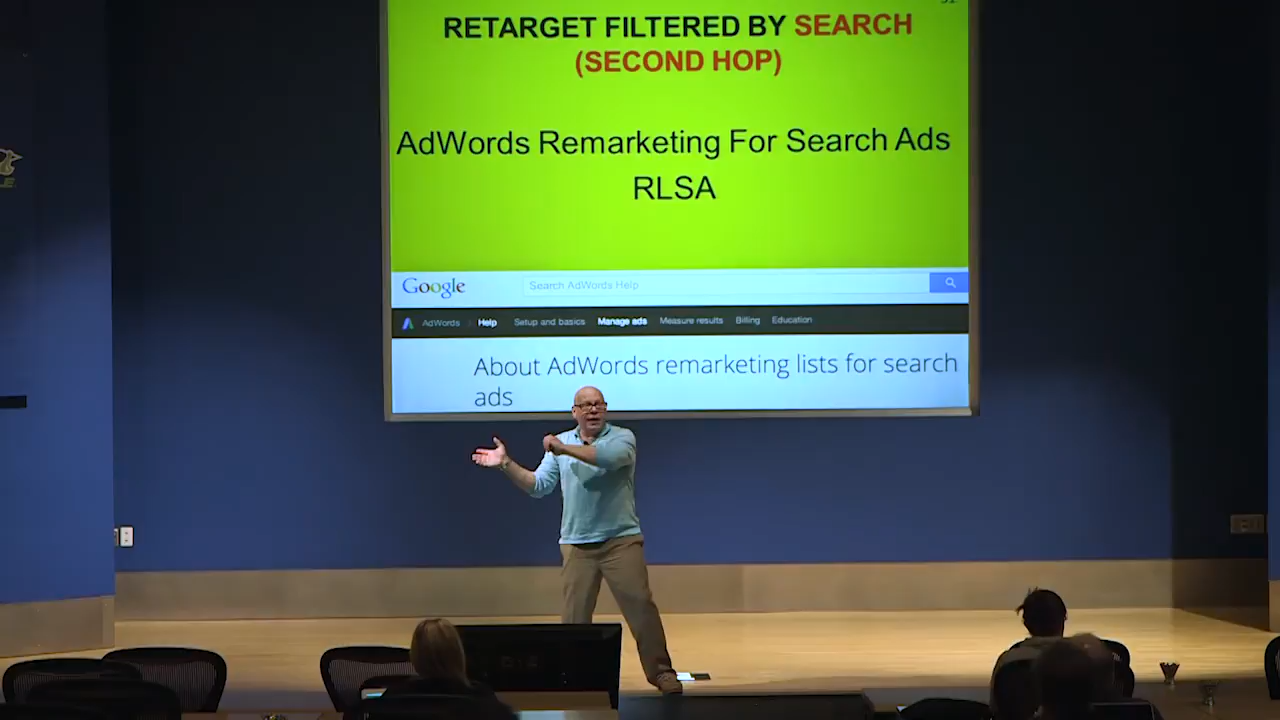 RETARGET FILTERED BY SEARCH
(SECOND HOP)
AdWords Remarketing For Search Ads
RLSA
Google
Search AdWords Help
AdWords Help Setup and basics Manage ads Measure results Billing Education
About AdWords remarketing lists for search
ads